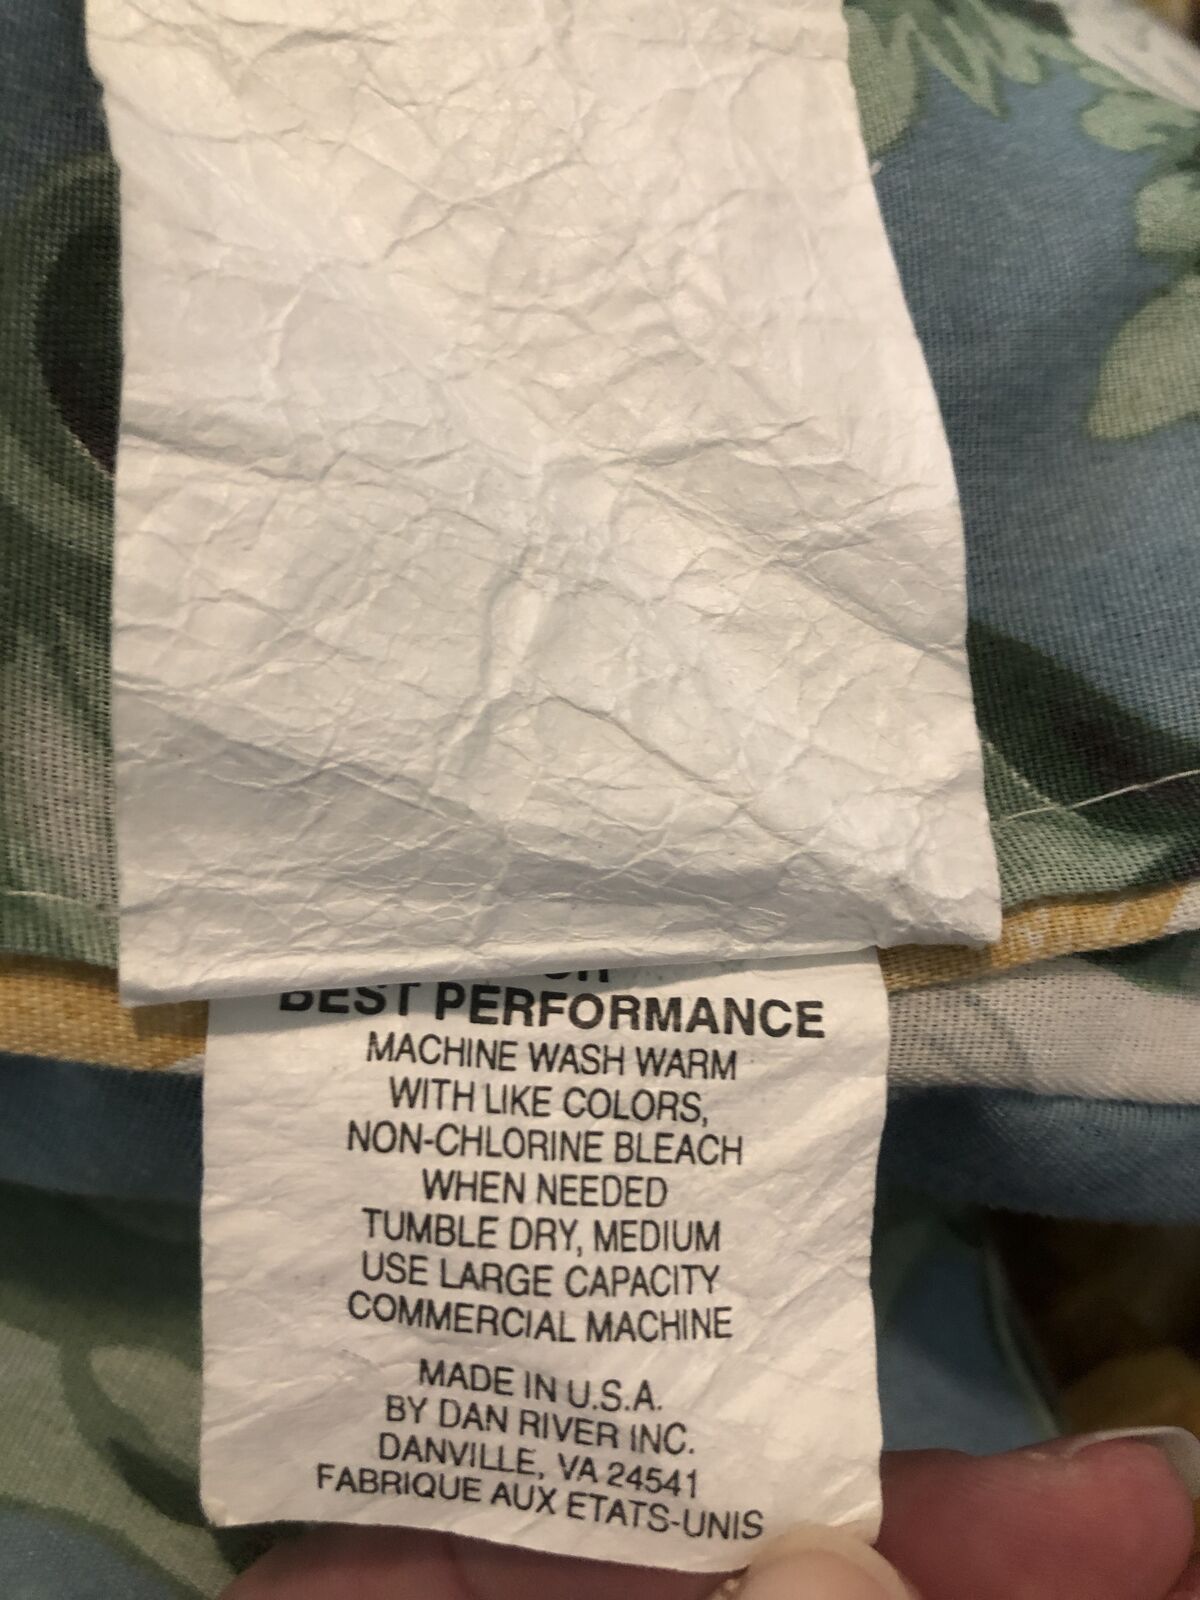 BEST PERFORMANCE
MACHINE WASH WARM
WITH LIKE COLORS,
NON-CHLORINE BLEACH
WHEN NEEDED
TUMBLE DRY, MEDIUM
USE LARGE CAPACITY
COMMERCIAL MACHINE
MADE IN U.S.A.
BY DAN RIVER INC.
DANVILLE, VA 24541
FABRIQUE AUX ETATS-UNIS